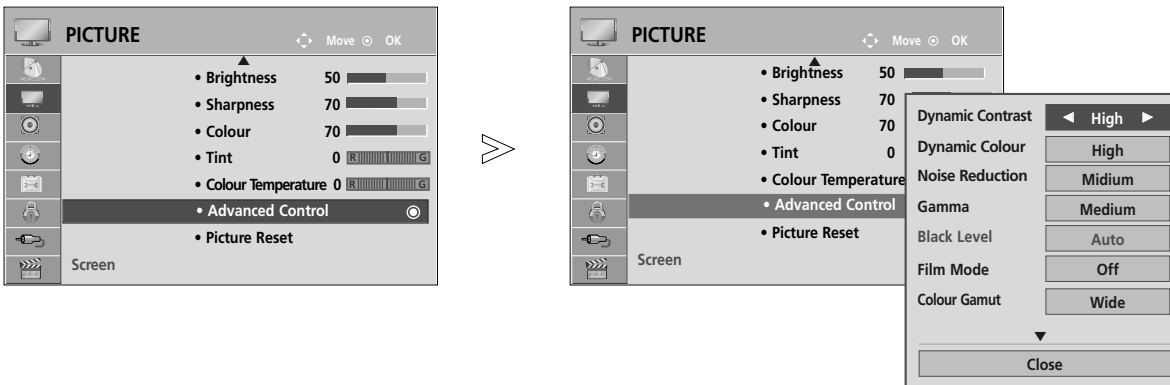 PICTURE
Move OK
• Brightness 50
• Sharpness 70
• Colour 70
• Tint 0 R G
• Colour Temperature 0 R G
• Advanced Control
• Picture Reset
Screen
PICTURE
Move OK
• Brightness 50
• Sharpness 70
• Colour 70
• Tint 0
• Colour Temperature
• Advanced Control
• Picture Reset
Screen
Dynamic Contrast High
Dynamic Colour High
Noise Reduction Midium
Gamma Medium
Black Level Auto
Film Mode Off
Colour Gamut Wide
Close